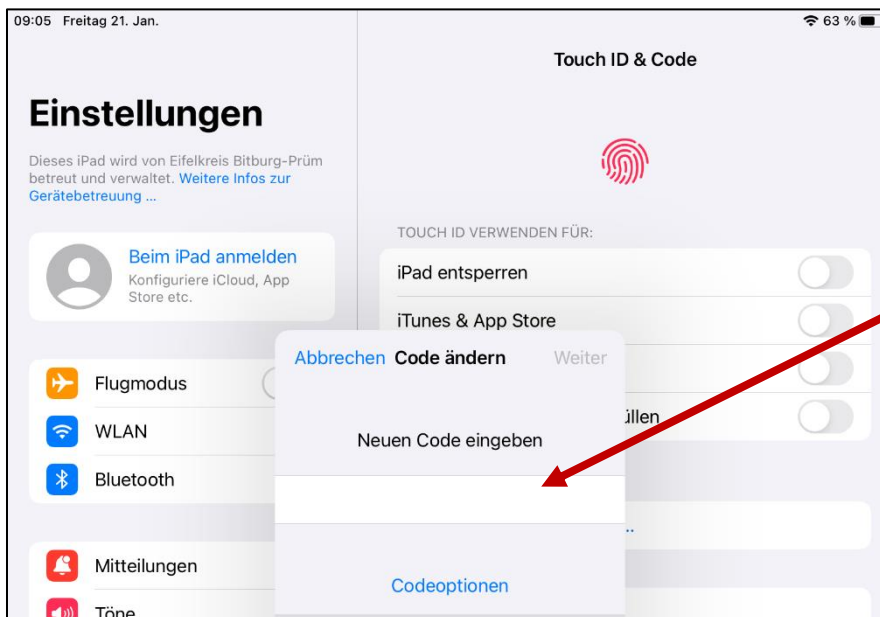 09:05 Freitag 21. Jan.
63 %
Touch ID & Code
Einstellungen
Dieses iPad wird von Eifelkreis Bitburg-Prüm
betreut und verwaltet. Weitere Infos zur
Gerätebetreuung ...
Beim iPad anmelden
Konfiguriere iCloud, App
Store etc.
TOUCH ID VERWENDEN FÜR:
iPad entsperren
iTunes & App Store
Abbrechen Code ändern Weiter
Flugmodus
WLAN
Neuen Code eingeben
Bluetooth
Mitteilungen
Codeoptionen
Töne